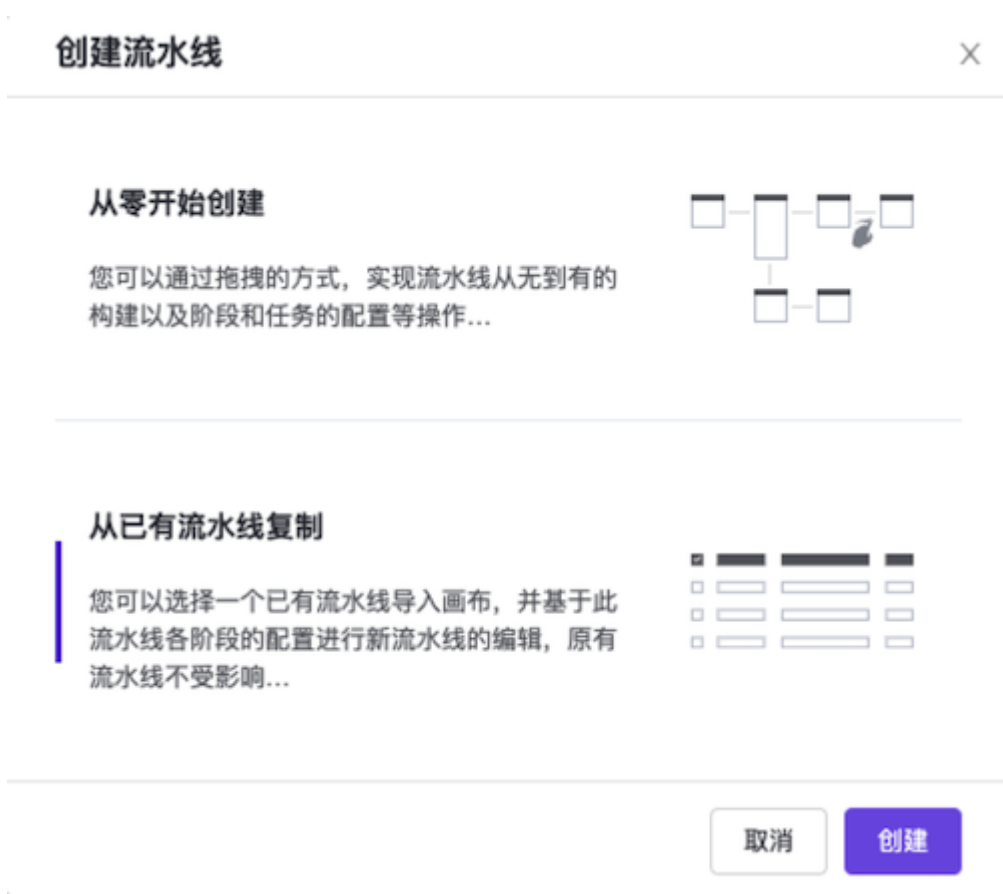 创建流水线
从零开始创建
您可以通过拖拽的方式，实现流水线从无到有的
构建以及阶段和任务的配置等操作...
从已有流水线复制
您可以选择一个已有流水线导入画布，并基于此
流水线各阶段的配置进行新流水线的编辑，原有
流水线不受影响...
取消
创建